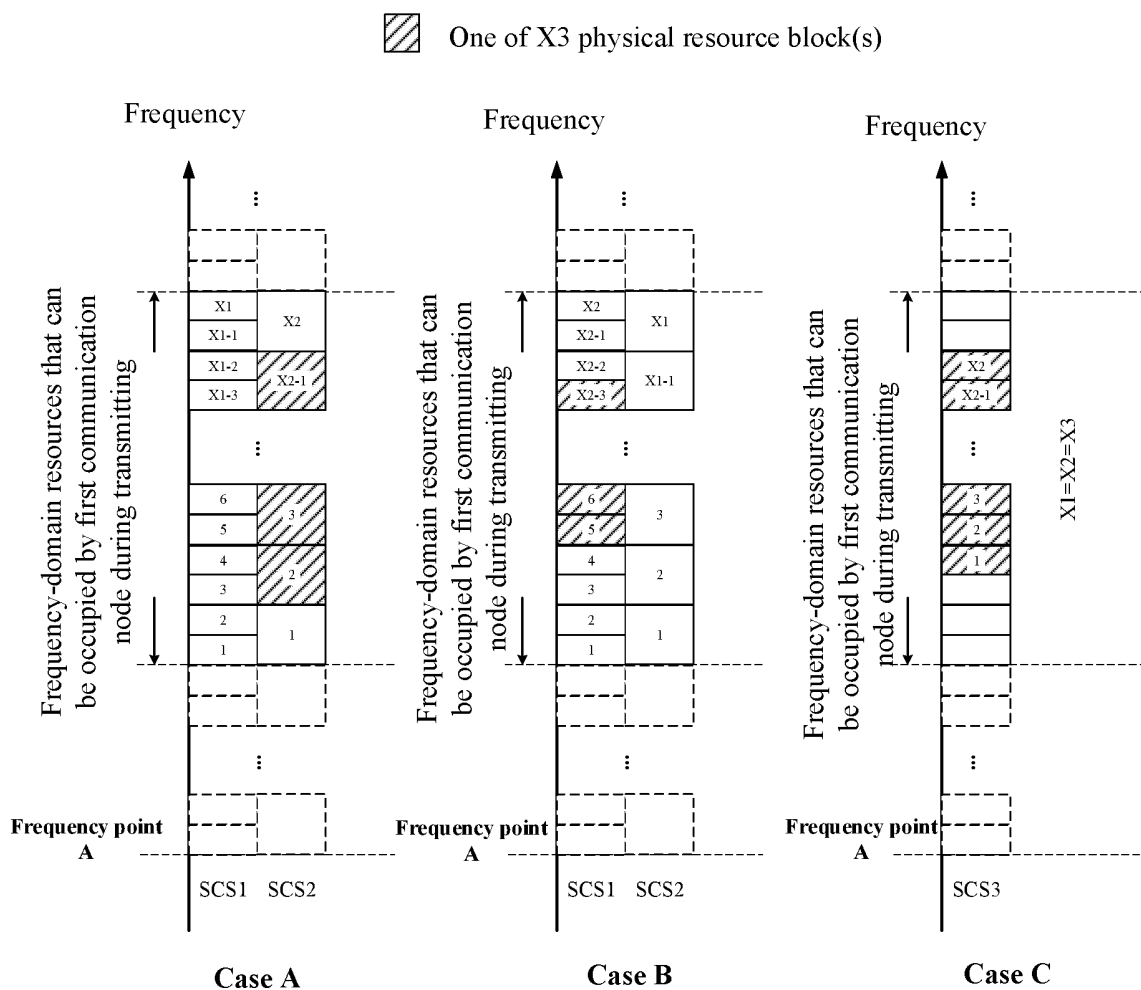 One of X3 physical resource block(s)
Frequency
Frequency-domain resources that can
be occupied by first communication
node during transmitting
...
X1
X1-1
X1-2
X1-3
X2
X2-1
...
6
5
4
3
2
1
3
2
1
...
Frequency point
A
SCS1
SCS2
Case A
Frequency
Frequency-domain resources that can
be occupied by first communication
node during transmitting
...
X2
X2-1
X2-2
X2-3
X1
X1-1
...
6
5
4
3
2
1
3
2
1
...
Frequency point
A
SCS1
SCS2
Case B
Frequency
Frequency-domain resources that can
be occupied by first communication
node during transmitting
...
X2
X2-1
...
3
2
1
...
X1=X2=X3
Frequency point
A
SCS3
Case C